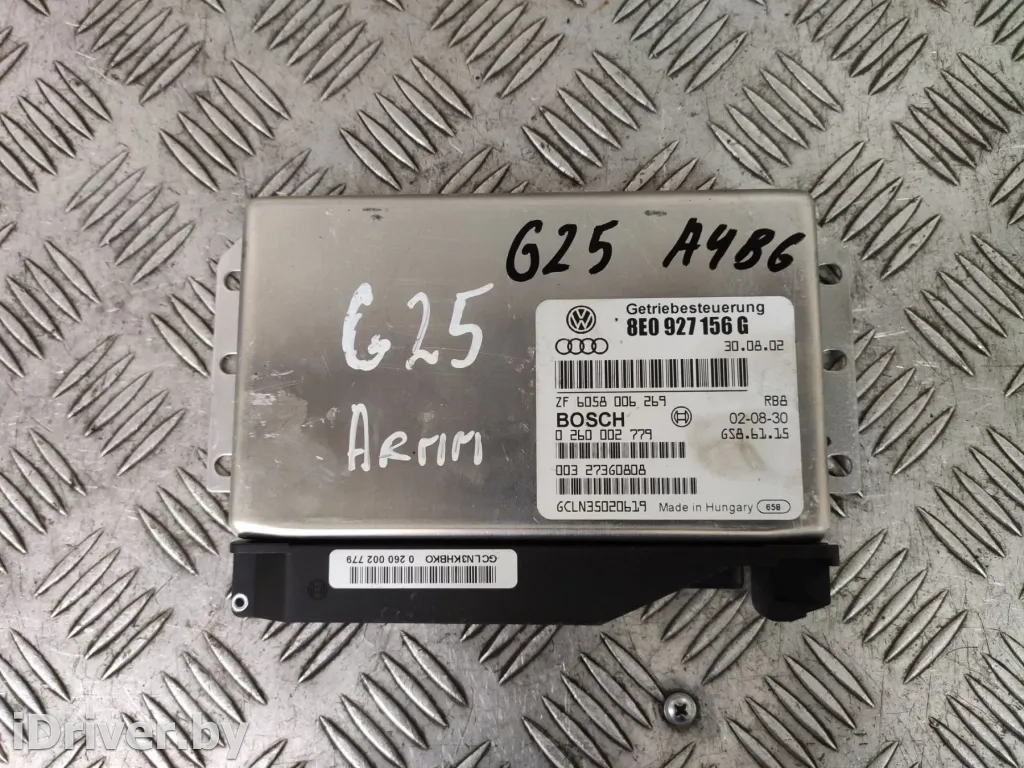 G25 A4B6
G25
ARMM
Getriebesteuerung
8E0 927 156 G
30.08.02
ZF 6058 006 269 RB8
BOSCH 02-08-30
0 260 002 779 GS8.61.15
003 27360808
GCLN35020619 Made in Hungary 658
GCLN3KHBKO 0 260 002 779
iDriver.by